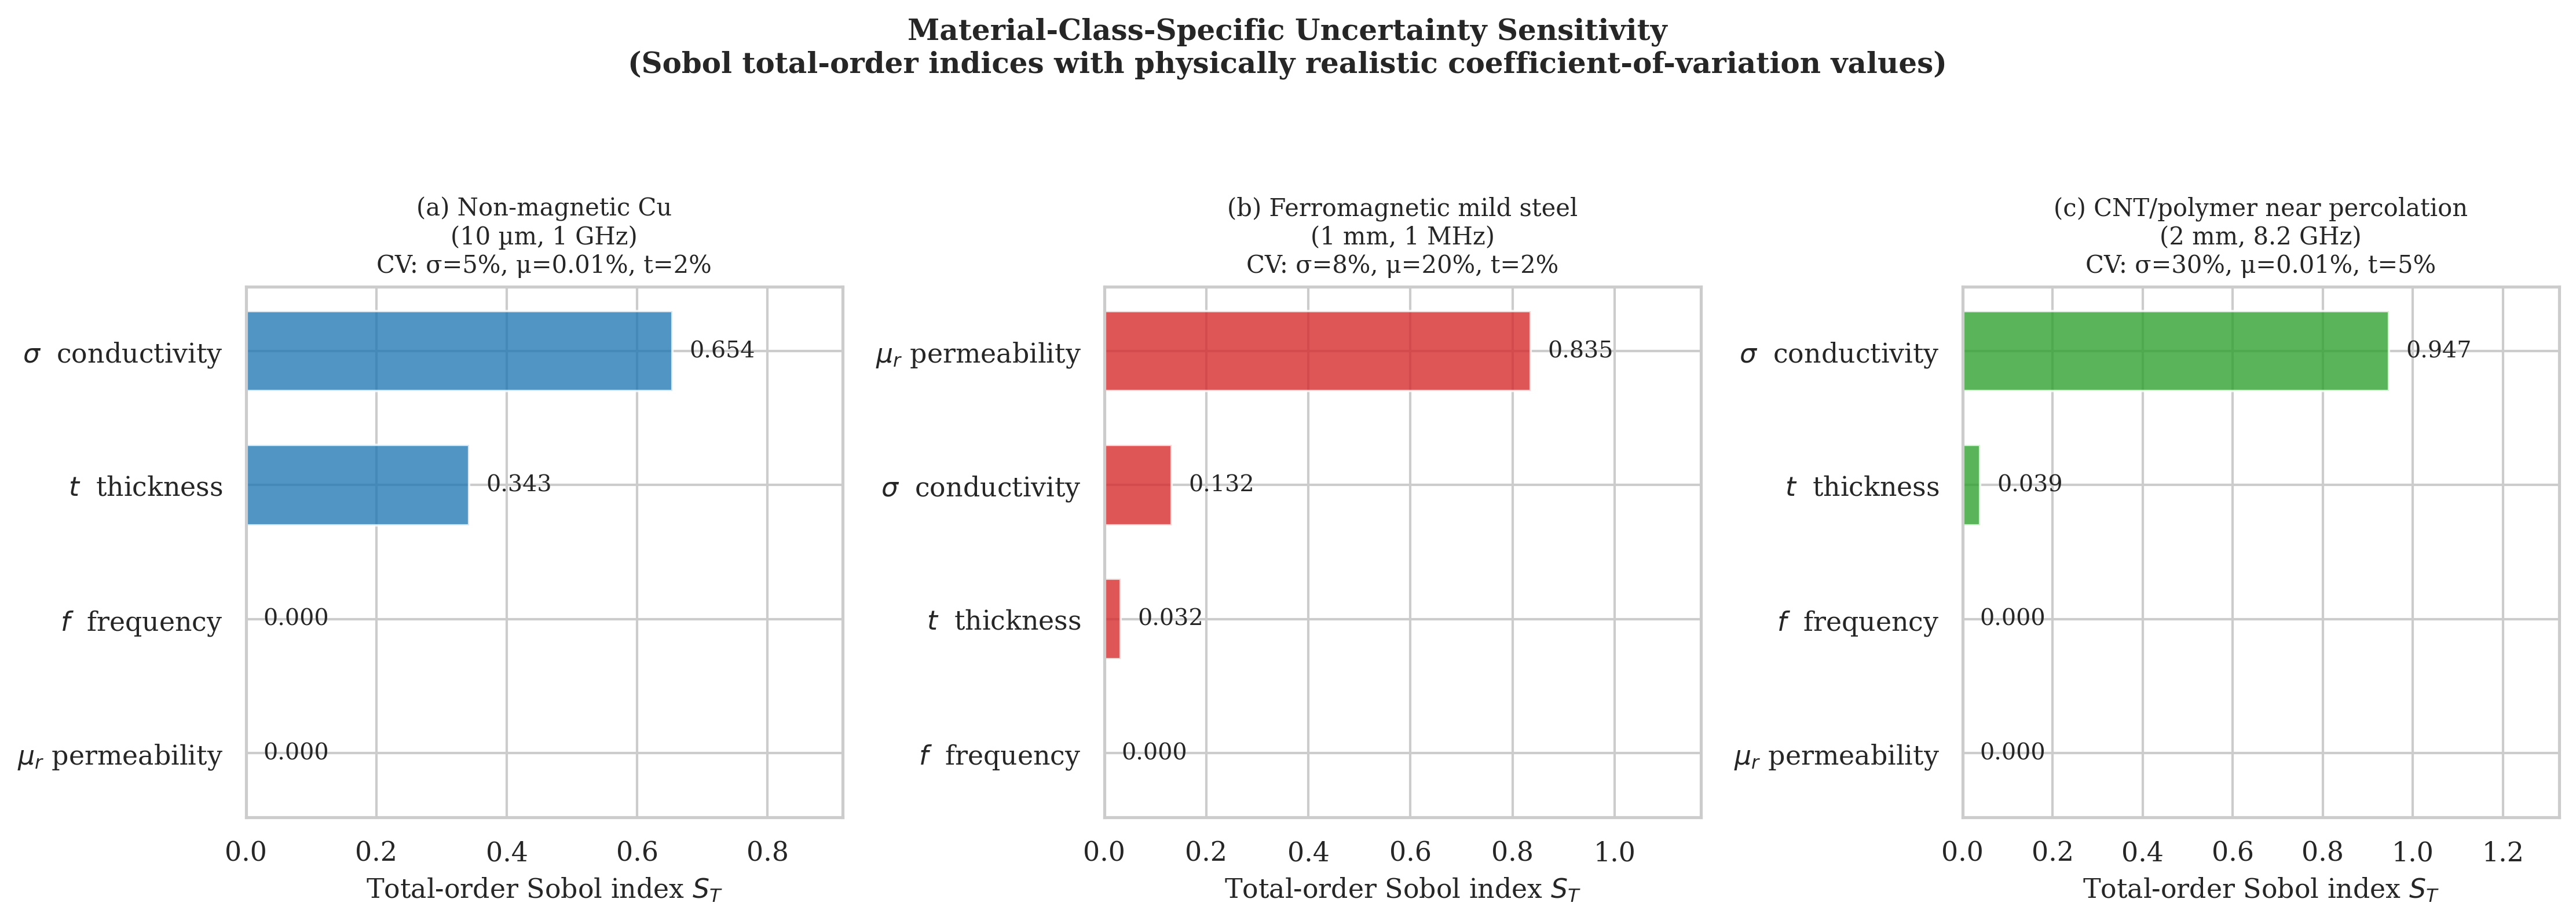 Material-Class-Specific Uncertainty Sensitivity
(Sobol total-order indices with physically realistic coefficient-of-variation values)
(a) Non-magnetic Cu
(10 µm, 1 GHz)
CV: σ=5%, µ=0.01%, t=2%
σ conductivity
0.654
t thickness
0.343
f frequency
0.000
μr permeability
0.000
0.0 0.2 0.4 0.6 0.8
Total-order Sobol index ST
(b) Ferromagnetic mild steel
(1 mm, 1 MHz)
CV: σ=8%, µ=20%, t=2%
μr permeability
0.835
σ conductivity
0.132
t thickness
0.032
f frequency
0.000
0.0 0.2 0.4 0.6 0.8 1.0
Total-order Sobol index ST
(c) CNT/polymer near percolation
(2 mm, 8.2 GHz)
CV: σ=30%, µ=0.01%, t=5%
σ conductivity
0.947
t thickness
0.039
f frequency
0.000
μr permeability
0.000
0.0 0.2 0.4 0.6 0.8 1.0 1.2
Total-order Sobol index ST